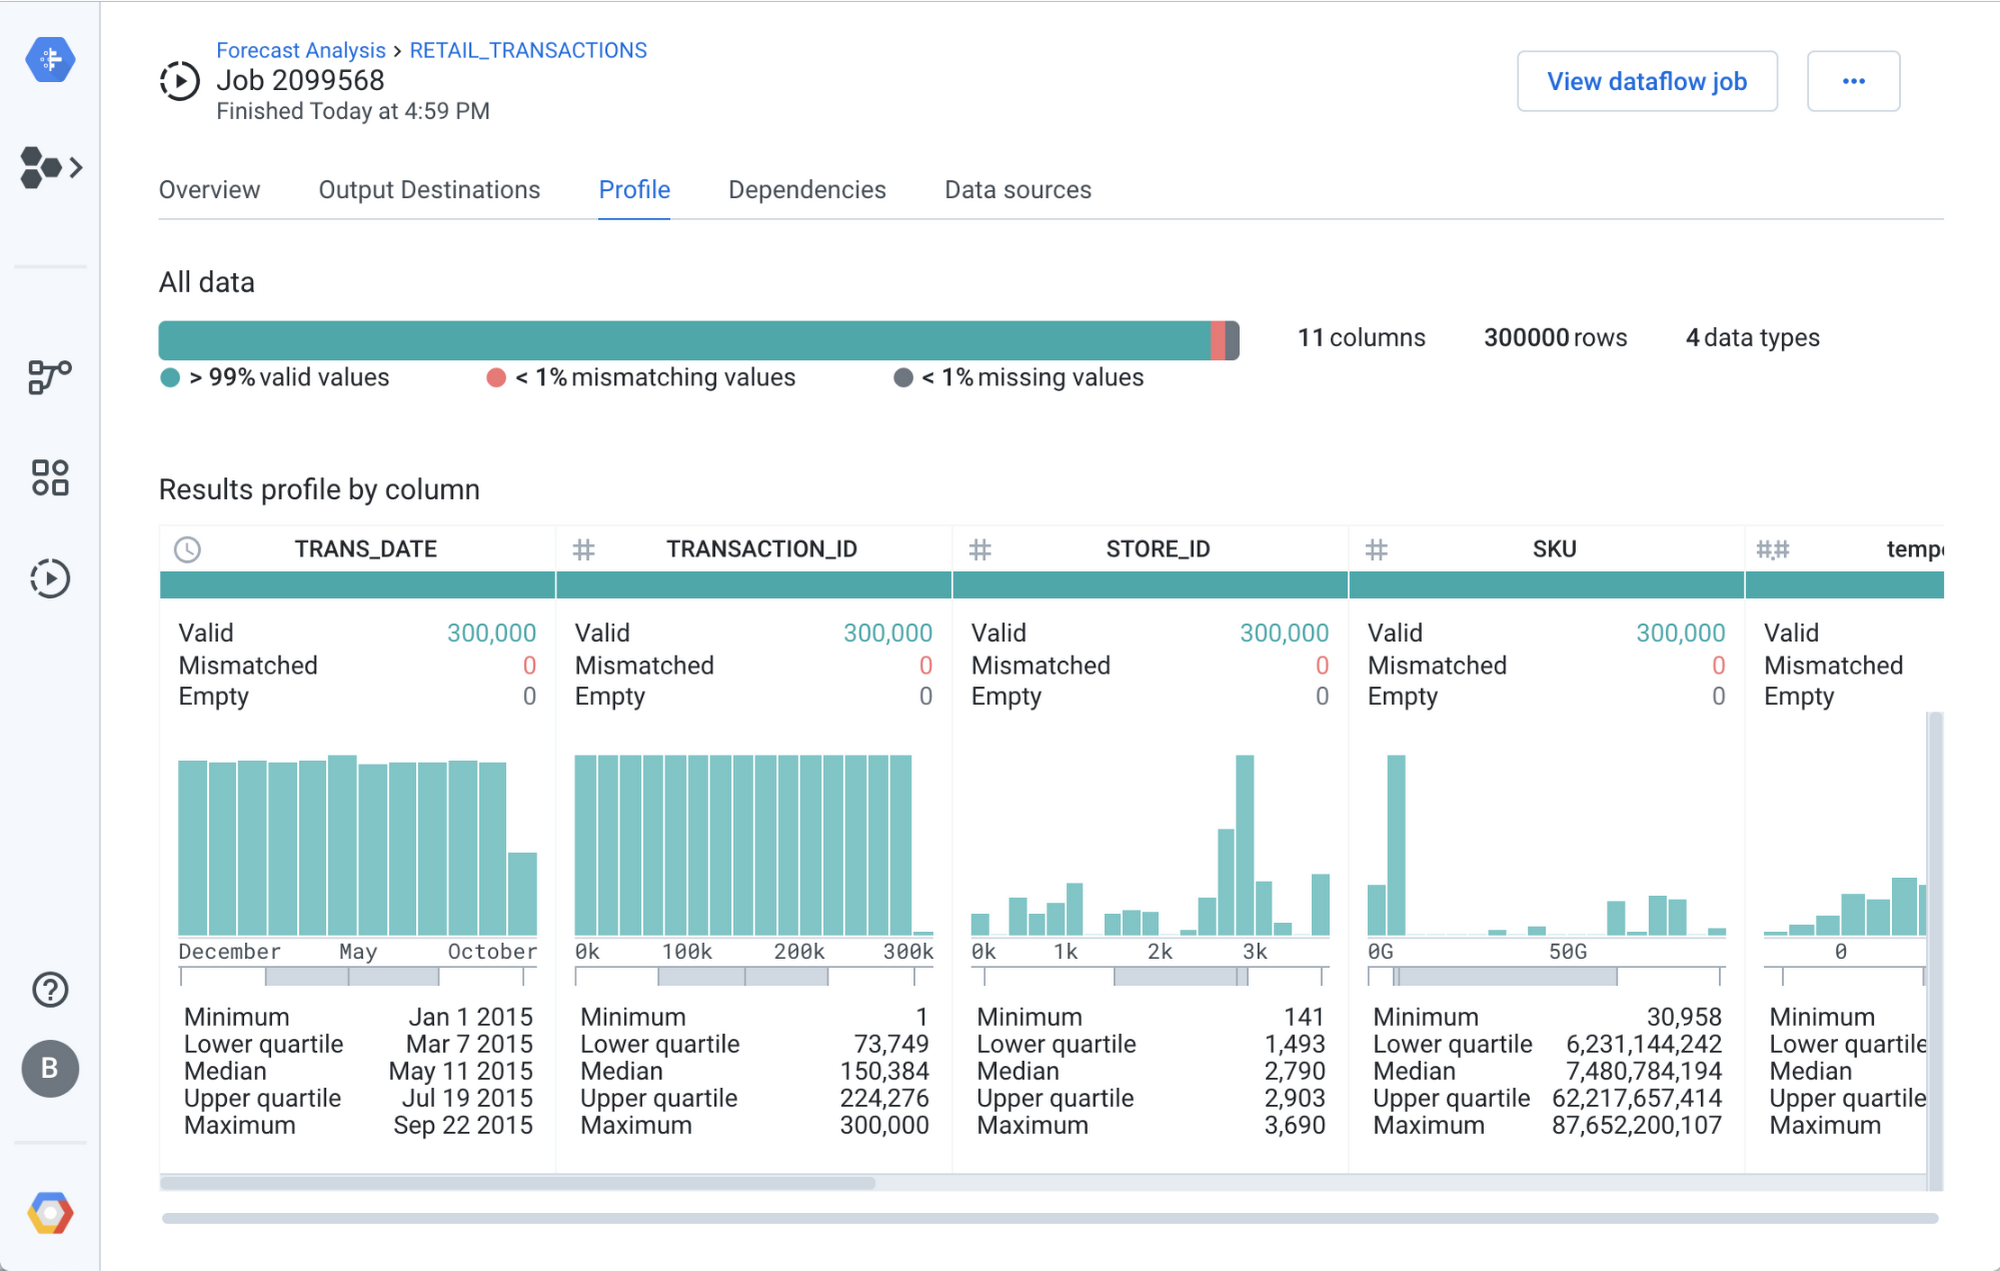 Forecast Analysis > RETAIL_TRANSACTIONS
Job 2099568
Finished Today at 4:59 PM
View dataflow job
...
Overview Output Destinations Profile Dependencies Data sources
All data
11 columns 300000 rows 4 data types
> 99% valid values < 1% mismatching values < 1% missing values
Results profile by column
TRANS_DATE # TRANSACTION_ID # STORE_ID # SKU ##.## tempe
Valid 300,000 Valid 300,000 Valid 300,000 Valid 300,000 Valid
Mismatched 0 Mismatched 0 Mismatched 0 Mismatched 0 Mismatched
Empty 0 Empty 0 Empty 0 Empty 0 Empty
December May October 0k 100k 200k 300k 0k 1k 2k 3k 0G 50G 0
Minimum Jan 1 2015 Minimum 1 Minimum 141 Minimum 30,958 Minimum
Lower quartile Mar 7 2015 Lower quartile 73,749 Lower quartile 1,493 Lower quartile 6,231,144,242 Lower quartile
Median May 11 2015 Median 150,384 Median 2,790 Median 7,480,784,194 Median
Upper quartile Jul 19 2015 Upper quartile 224,276 Upper quartile 2,903 Upper quartile 62,217,657,414 Upper quartile
Maximum Sep 22 2015 Maximum 300,000 Maximum 3,690 Maximum 87,652,200,107 Maximum
?
B